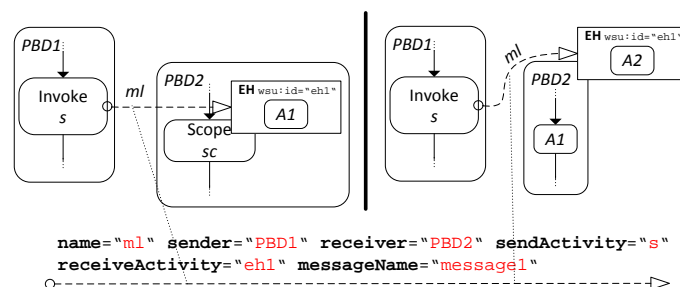 PBD1
Invoke
s
ml
PBD2
EH wsu:id="eh1"
A1
Scope
sc
PBD1
Invoke
s
ml
EH wsu:id="eh1"
A2
PBD2
A1
name="ml" sender="PBD1" receiver="PBD2" sendActivity="s"
receiveActivity="eh1" messageName="message1"